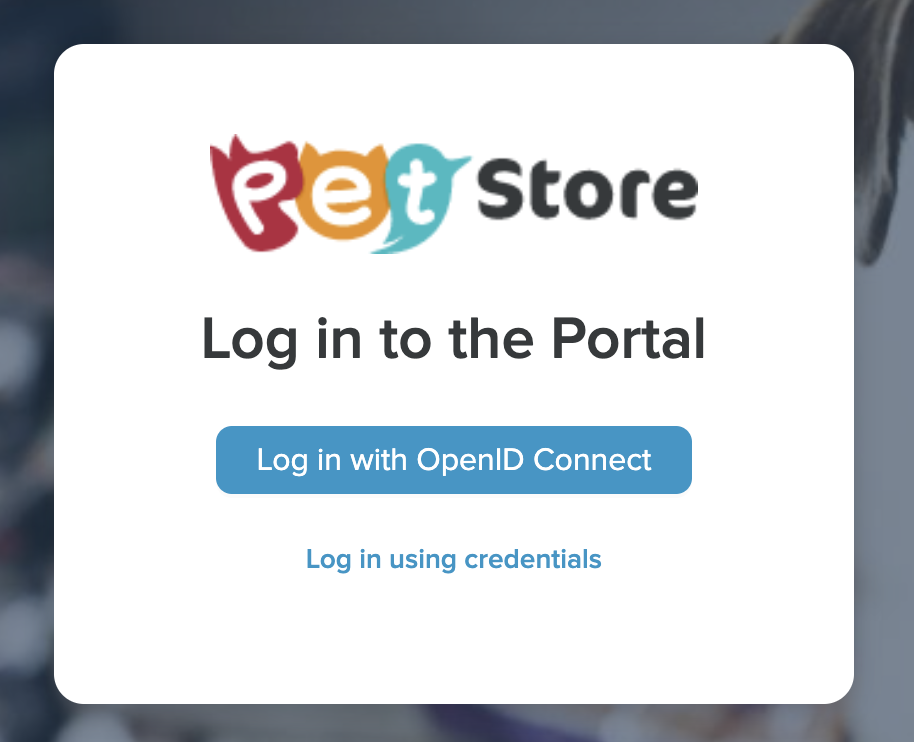 Pet Store
Log in to the Portal
Log in with OpenID Connect
Log in using credentials